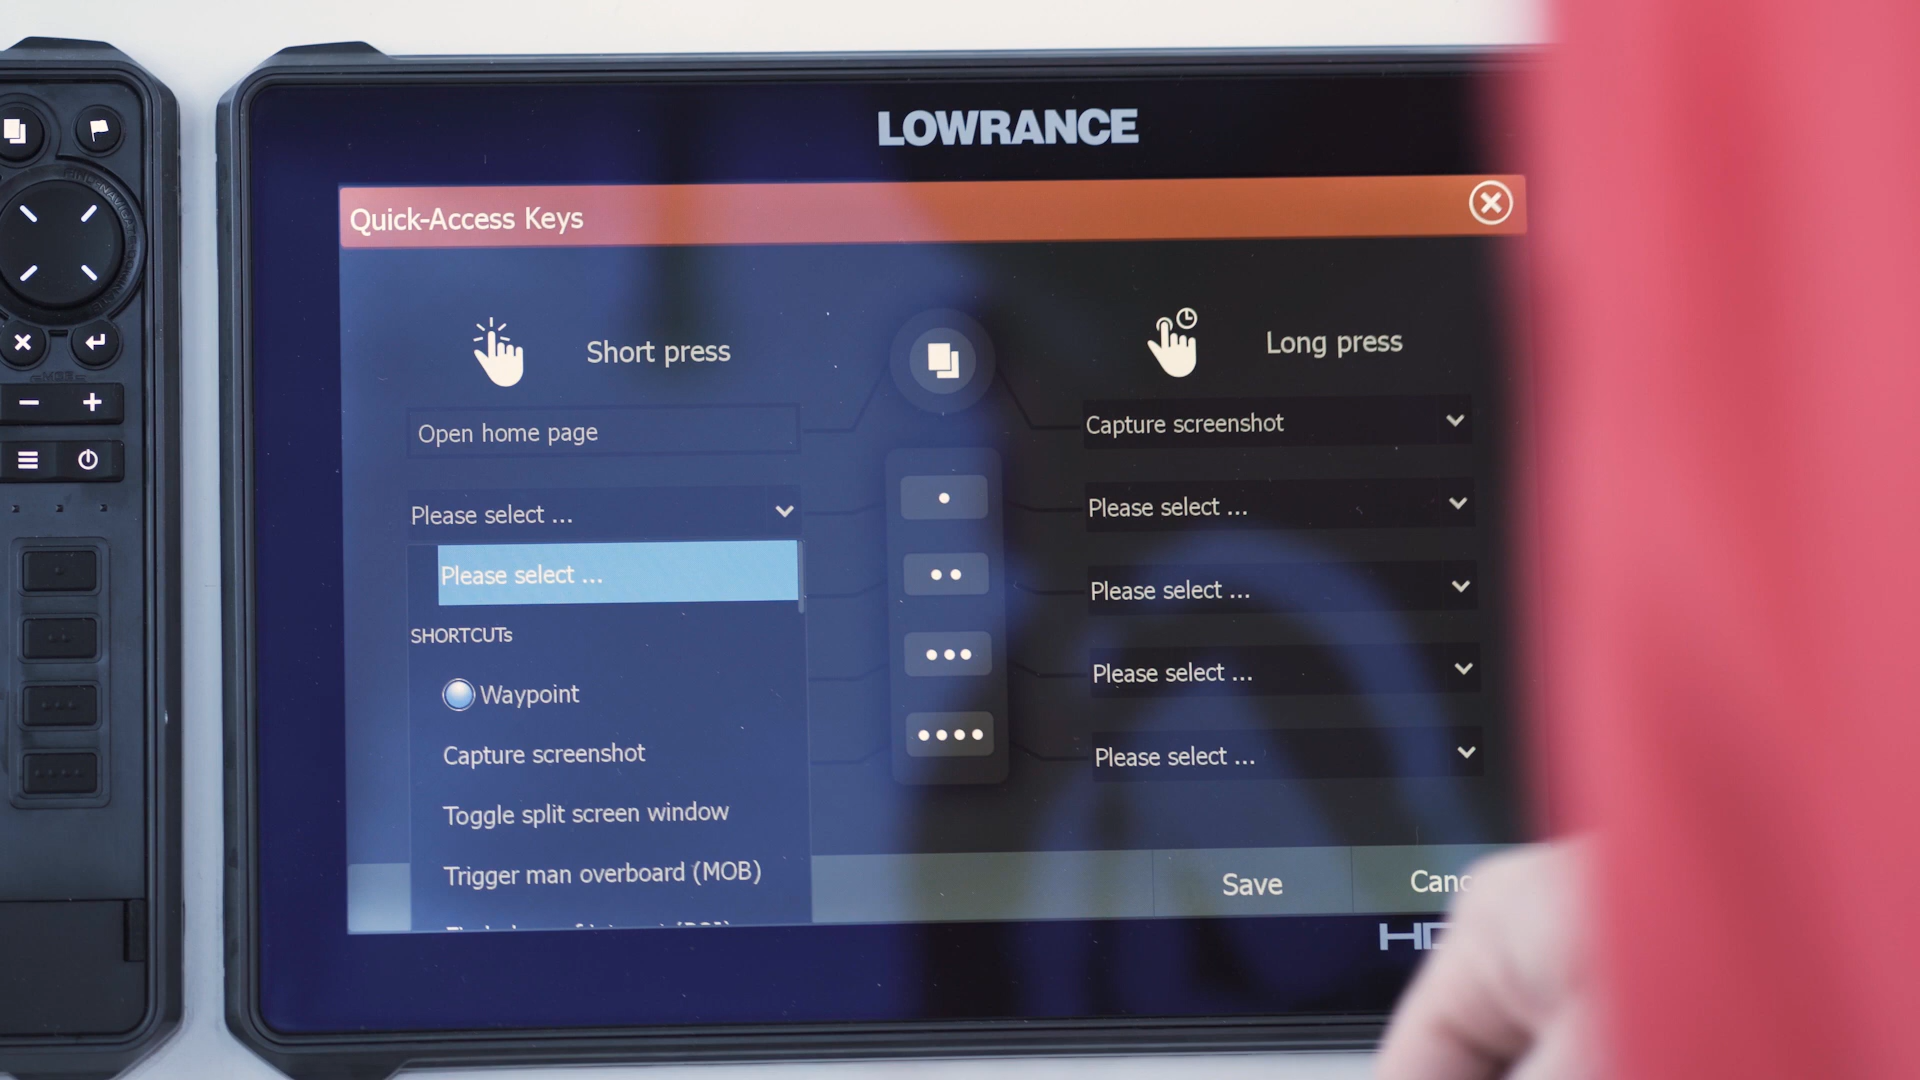 LOWRANCE
Quick-Access Keys
Short press
Long press
Open home page
Capture screenshot
Please select ...
Please select ...
Please select ...
Please select ...
SHORTCUTs
Waypoint
Please select ...
Capture screenshot
Toggle split screen window
Please select ...
Trigger man overboard (MOB)
Save
Canc
HD